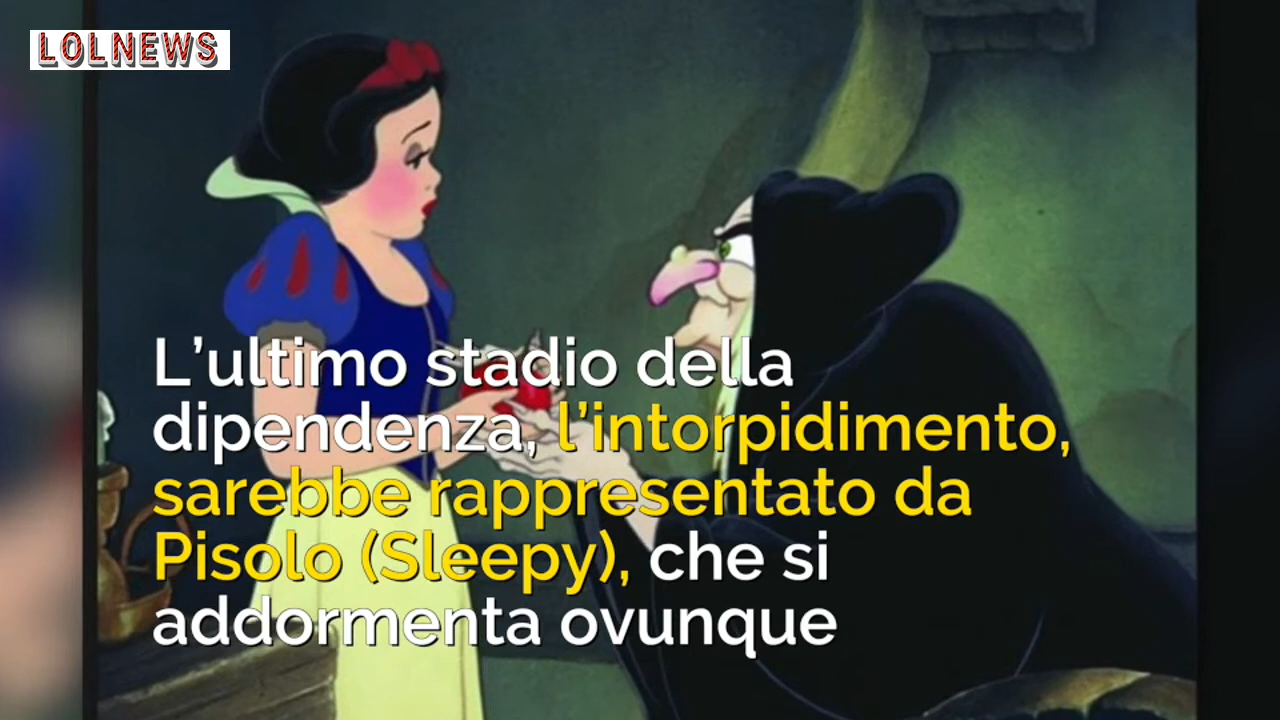 LOLNEWS
L’ultimo stadio della
dipendenza, l’intorpidimento,
sarebbe rappresentato da
Pisolo (Sleepy), che si
addormenta ovunque